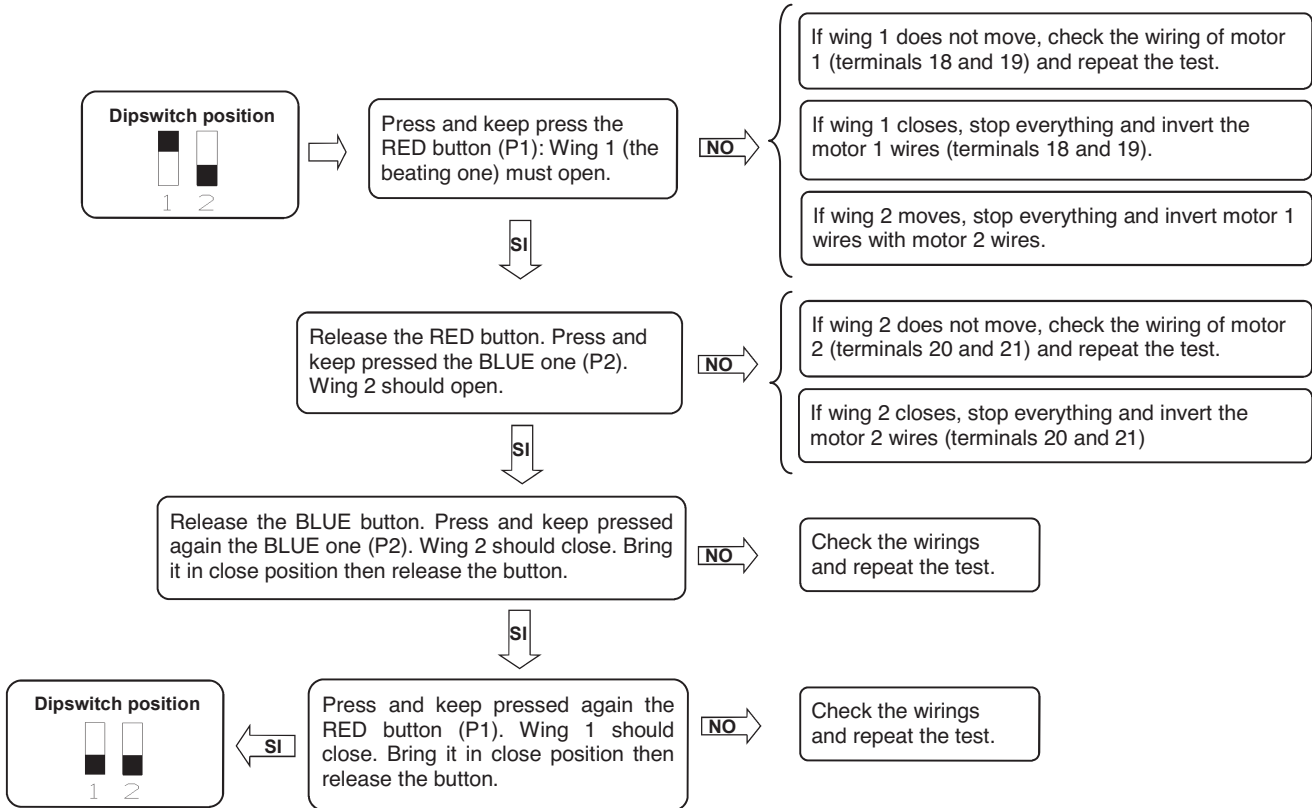 Dipswitch position
1 2
Press and keep press the
RED button (P1): Wing 1 (the
beating one) must open.
NO
If wing 1 does not move, check the wiring of motor
1 (terminals 18 and 19) and repeat the test.
If wing 1 closes, stop everything and invert the
motor 1 wires (terminals 18 and 19).
If wing 2 moves, stop everything and invert motor 1
wires with motor 2 wires.
SI
Release the RED button. Press and
keep pressed the BLUE one (P2).
Wing 2 should open.
NO
If wing 2 does not move, check the wiring of motor
2 (terminals 20 and 21) and repeat the test.
If wing 2 closes, stop everything and invert the
motor 2 wires (terminals 20 and 21)
SI
Release the BLUE button. Press and keep pressed
again the BLUE one (P2). Wing 2 should close. Bring
it in close position then release the button.
NO
Check the wirings
and repeat the test.
SI
Press and keep pressed again the
RED button (P1). Wing 1 should
close. Bring it in close position then
release the button.
NO
Check the wirings
and repeat the test.
SI
Dipswitch position
1 2